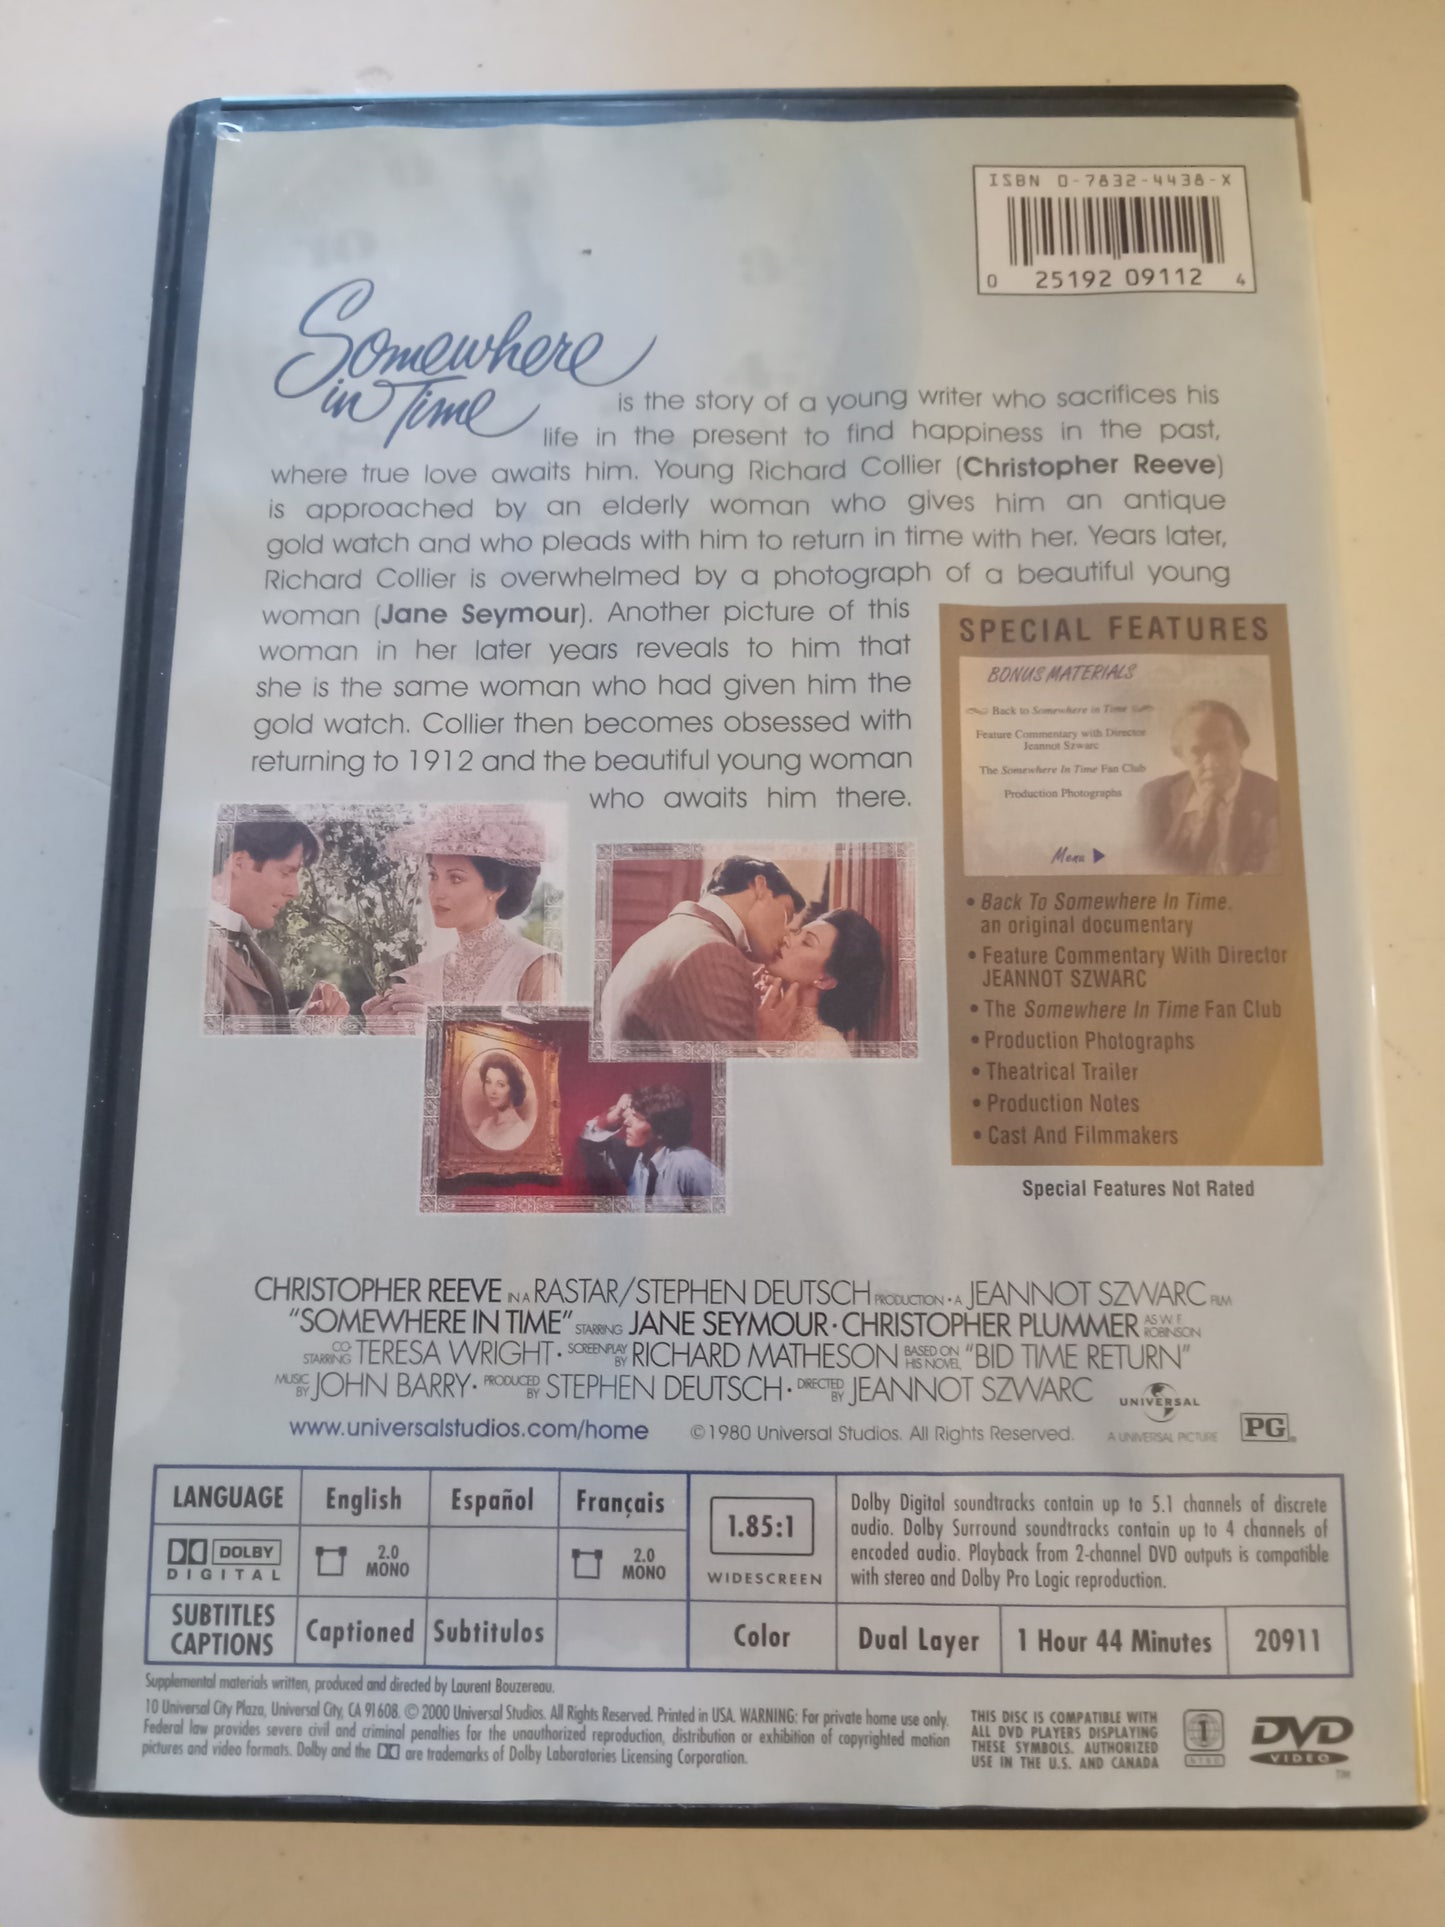 ISBN 0-7832-4438-X
0 25192 09112 4
Somewhere
in Time
is the story of a young writer who sacrifices his
life in the present to find happiness in the past,
where true love awaits him. Young Richard Collier (Christopher Reeve)
is approached by an elderly woman who gives him an antique
gold watch and who pleads with him to return in time with her. Years later,
Richard Collier is overwhelmed by a photograph of a beautiful young
woman (Jane Seymour). Another picture of this
woman in her later years reveals to him that
she is the same woman who had given him the
gold watch. Collier then becomes obsessed with
returning to 1912 and the beautiful young woman
who awaits him there.
SPECIAL FEATURES
BONUS MATERIALS
Back to Somewhere in Time
Feature Commentary with Director
Jeannot Szwarc
The Somewhere In Time Fan Club
Production Photographs
Menu
• Back To Somewhere In Time,
an original documentary
• Feature Commentary With Director
JEANNOT SZWARC
• The Somewhere In Time Fan Club
• Production Photographs
• Theatrical Trailer
• Production Notes
• Cast And Filmmakers
Special Features Not Rated
CHRISTOPHER REEVE IN A RASTAR/STEPHEN DEUTSCH PRODUCTION • A JEANNOT SZWARC FILM
"SOMEWHERE IN TIME" STARRING JANE SEYMOUR • CHRISTOPHER PLUMMER AS W.F. ROBINSON
CO-STARRING TERESA WRIGHT • SCREENPLAY BY RICHARD MATHESON BASED ON HIS NOVEL "BID TIME RETURN"
MUSIC BY JOHN BARRY • PRODUCED BY STEPHEN DEUTSCH • DIRECTED BY JEANNOT SZWARC
UNIVERSAL
www.universalstudios.com/home ©1980 Universal Studios. All Rights Reserved. A UNIVERSAL PICTURE PG
LANGUAGE English Español Français
DOLBY DIGITAL 2.0 MONO 2.0 MONO
SUBTITLES CAPTIONS Captioned Subtitulos
1.85:1
WIDESCREEN
Dolby Digital soundtracks contain up to 5.1 channels of discrete
audio. Dolby Surround soundtracks contain up to 4 channels of
encoded audio. Playback from 2-channel DVD outputs is compatible
with stereo and Dolby Pro Logic reproduction.
Color Dual Layer 1 Hour 44 Minutes 20911
Supplemental materials written, produced and directed by Laurent Bouzereau.
10 Universal City Plaza, Universal City, CA 91608. © 2000 Universal Studios. All Rights Reserved. Printed in USA. WARNING: For private home use only.
Federal law provides severe civil and criminal penalties for the unauthorized reproduction, distribution or exhibition of copyrighted motion
pictures and video formats. Dolby and the DD are trademarks of Dolby Laboratories Licensing Corporation.
THIS DISC IS COMPATIBLE WITH
ALL DVD PLAYERS DISPLAYING
THESE SYMBOLS. AUTHORIZED
USE IN THE U.S. AND CANADA
1
NTSC
DVD
VIDEO
TM